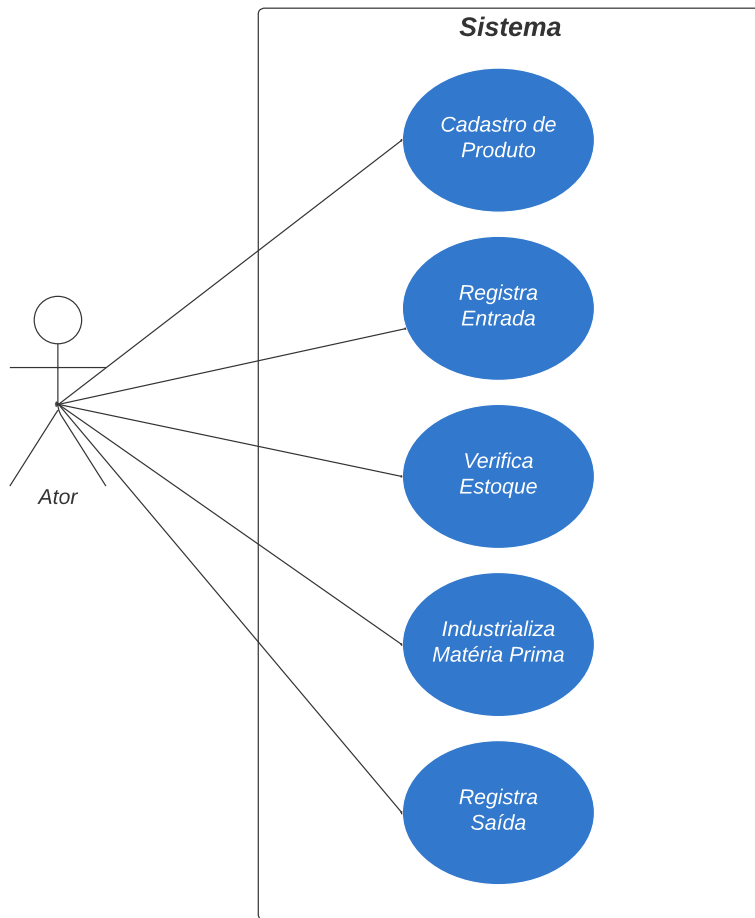 Sistema
Cadastro de
Produto
Registra
Entrada
Ator
Verifica
Estoque
Industrializa
Matéria Prima
Registra
Saída